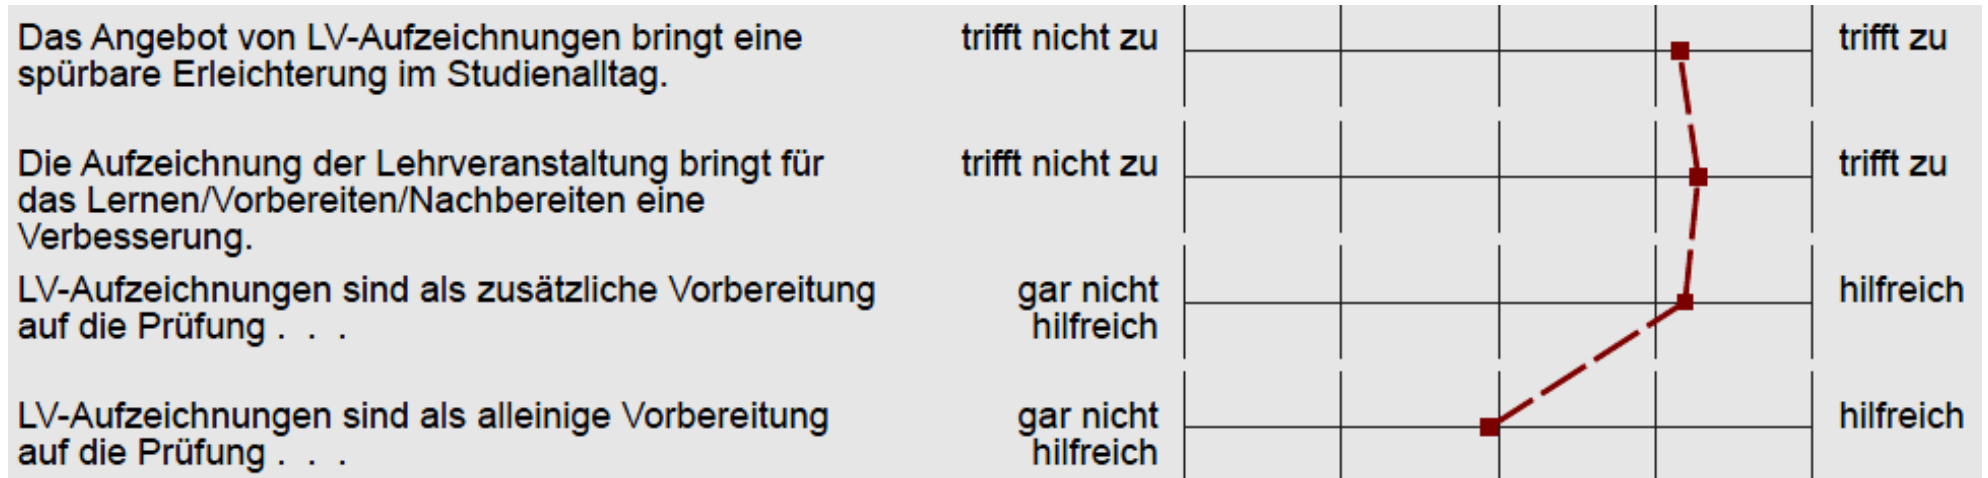 Das Angebot von LV-Aufzeichnungen bringt eine trifft nicht zu trifft zu
spürbare Erleichterung im Studienalltag.
Die Aufzeichnung der Lehrveranstaltung bringt für trifft nicht zu trifft zu
das Lernen/Vorbereiten/Nachbereiten eine
Verbesserung.
LV-Aufzeichnungen sind als zusätzliche Vorbereitung gar nicht hilfreich
auf die Prüfung . . . hilfreich
LV-Aufzeichnungen sind als alleinige Vorbereitung gar nicht hilfreich
auf die Prüfung . . . hilfreich